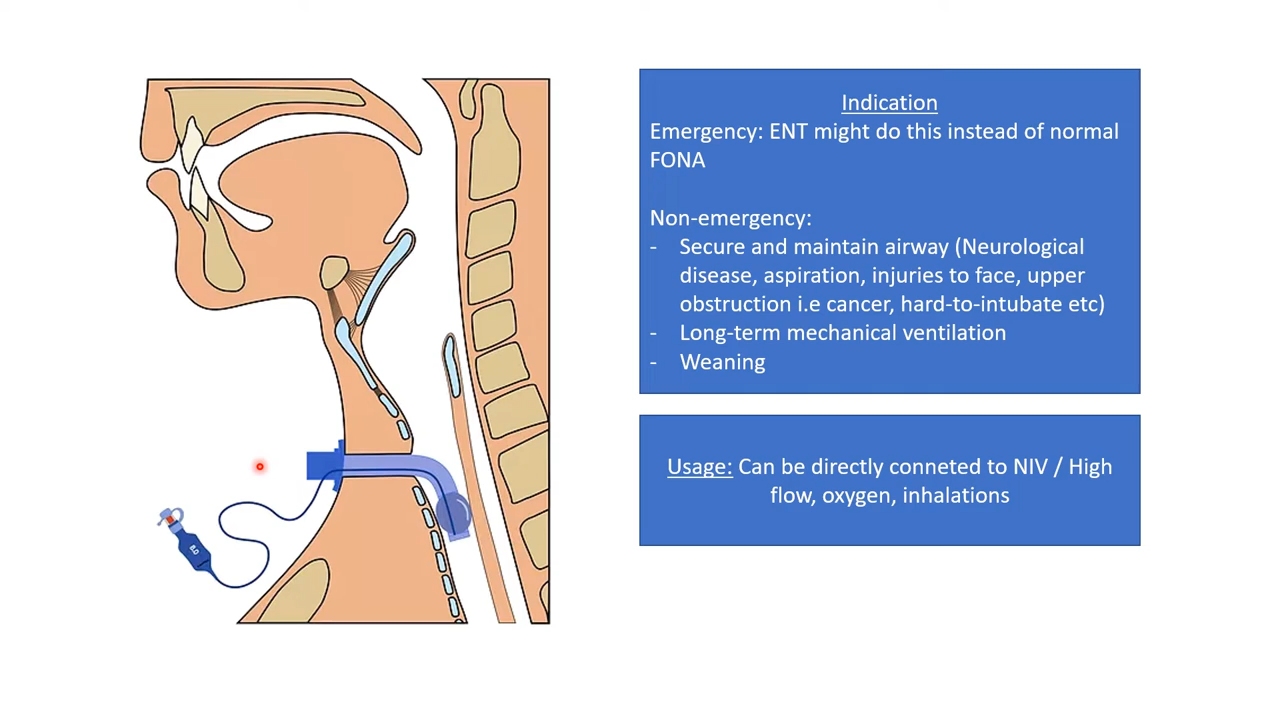 Indication
Emergency: ENT might do this instead of normal
FONA
Non-emergency:
- Secure and maintain airway (Neurological
disease, aspiration, injuries to face, upper
obstruction i.e cancer, hard-to-intubate etc)
- Long-term mechanical ventilation
- Weaning
Usage: Can be directly conneted to NIV / High
flow, oxygen, inhalations